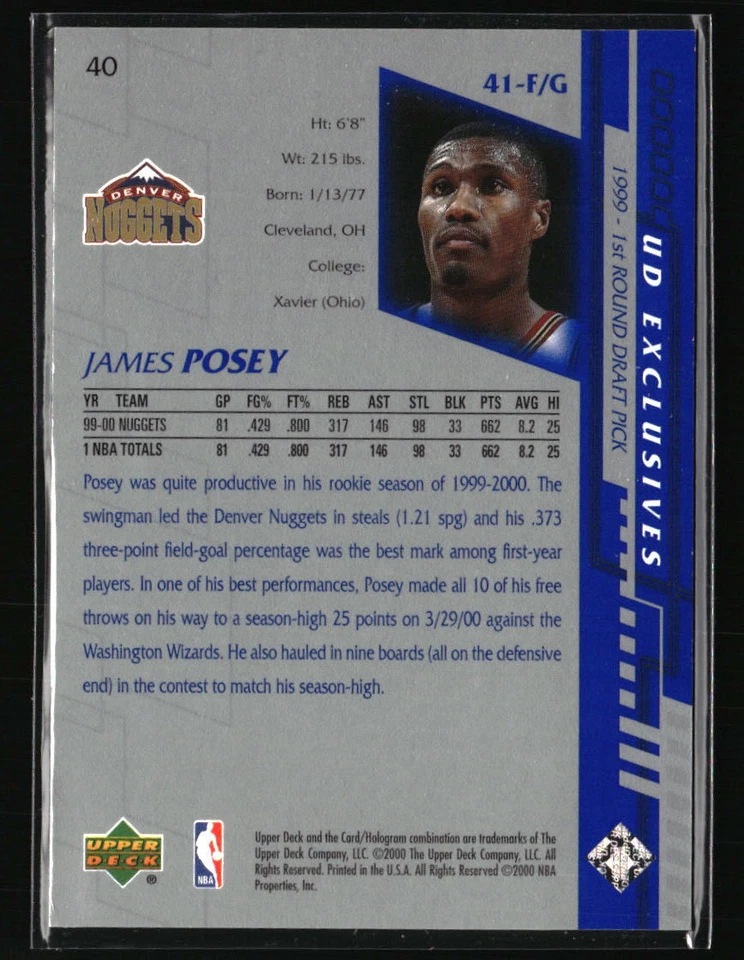 40
41-F/G
Ht: 6'8"
Wt: 215 lbs.
Born: 1/13/77
Cleveland, OH
College:
Xavier (Ohio)
DENVER
NUGGETS
JAMES POSEY
YR TEAM GP FG% FT% REB AST STL BLK PTS AVG HI
99-00 NUGGETS 81 .429 .800 317 146 98 33 662 8.2 25
1 NBA TOTALS 81 .429 .800 317 146 98 33 662 8.2 25
Posey was quite productive in his rookie season of 1999-2000. The
swingman led the Denver Nuggets in steals (1.21 spg) and his .373
three-point field-goal percentage was the best mark among first-year
players. In one of his best performances, Posey made all 10 of his free
throws on his way to a season-high 25 points on 3/29/00 against the
Washington Wizards. He also hauled in nine boards (all on the defensive
end) in the contest to match his season-high.
1999 - 1st ROUND DRAFT PICK
UD EXCLUSIVES
UPPER
DECK
®
NBA
Upper Deck and the Card/Hologram combination are trademarks of The
Upper Deck Company, LLC. ©2000 The Upper Deck Company, LLC. All
Rights Reserved. Printed in the U.S.A. All Rights Reserved ©2000 NBA
Properties, Inc.